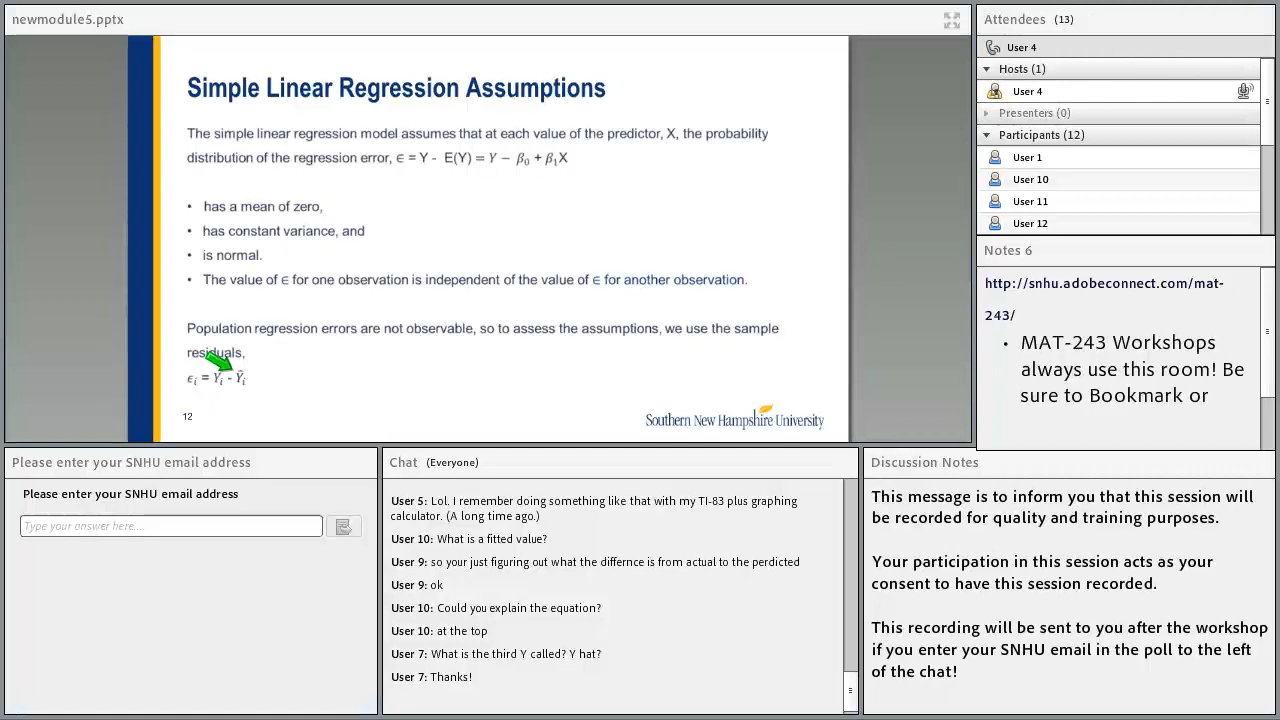 newmodule5.pptx
Simple Linear Regression Assumptions
The simple linear regression model assumes that at each value of the predictor, X, the probability
distribution of the regression error, ∈ = Y - E(Y) = Y − β₀ + β₁X
• has a mean of zero,
• has constant variance, and
• is normal.
• The value of ∈ for one observation is independent of the value of ∈ for another observation.
Population regression errors are not observable, so to assess the assumptions, we use the sample
residuals,
ϵᵢ = Yᵢ - Ŷᵢ
12
Southern New Hampshire University
Attendees (13)
User 4
Hosts (1)
User 4
Presenters (0)
Participants (12)
User 1
User 10
User 11
User 12
Notes 6
http://snhu.adobeconnect.com/mat-
243/
• MAT-243 Workshops
always use this room! Be
sure to Bookmark or
Please enter your SNHU email address
Please enter your SNHU email address
Type your answer here...
Chat (Everyone)
User 5: Lol. I remember doing something like that with my TI-83 plus graphing
calculator. (A long time ago.)
User 10: What is a fitted value?
User 9: so your just figuring out what the differnce is from actual to the perdicted
User 9: ok
User 10: Could you explain the equation?
User 10: at the top
User 7: What is the third Y called? Y hat?
User 7: Thanks!
Discussion Notes
This message is to inform you that this session will
be recorded for quality and training purposes.
Your participation in this session acts as your
consent to have this session recorded.
This recording will be sent to you after the workshop
if you enter your SNHU email in the poll to the left
of the chat!